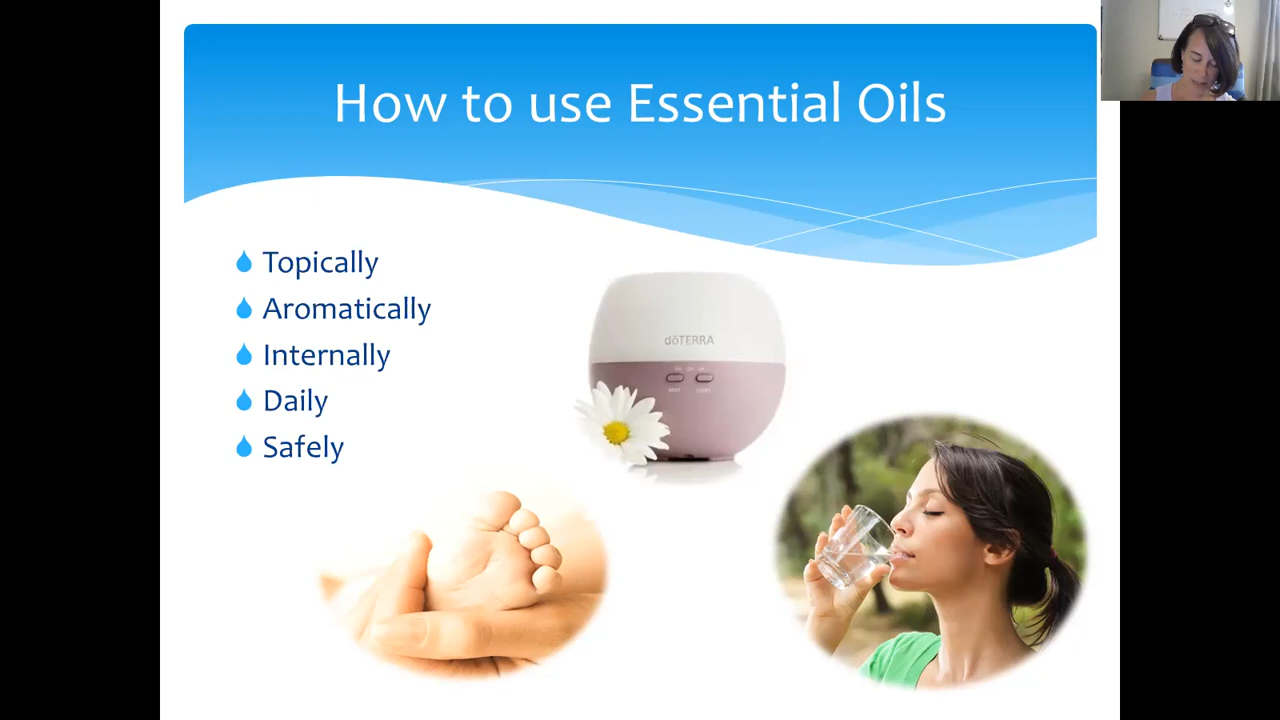 How to use Essential Oils
Topically
Aromatically
Internally
Daily
Safely
dōTERRA